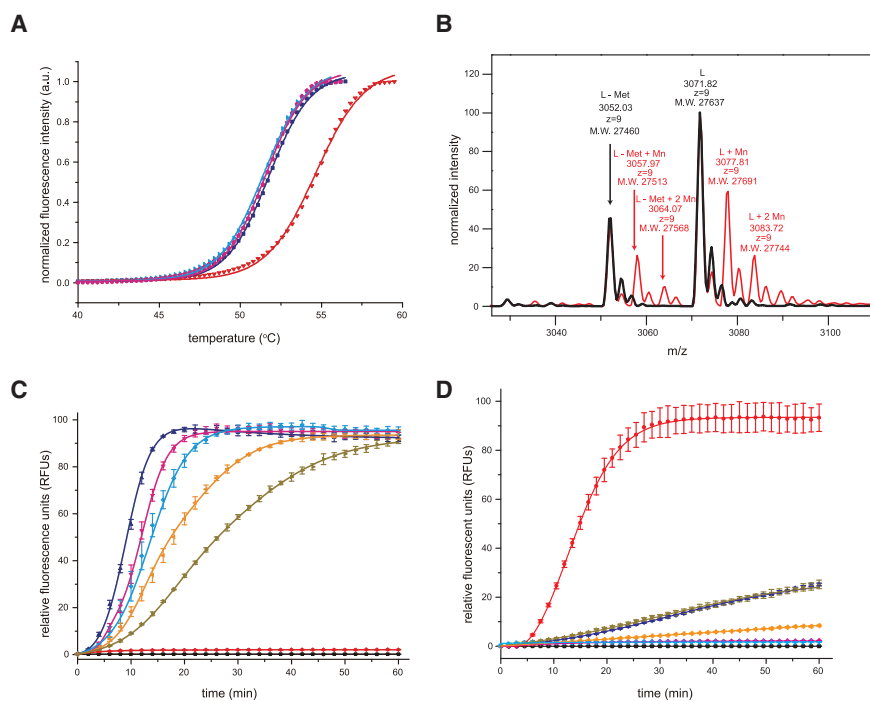 A
normalized fluorescence intensity (a.u.)
1.0
0.8
0.6
0.4
0.2
0.0
40
45
50
55
60
temperature (°C)
B
normalized intensity
120
100
80
60
40
20
0
L - Met
3052.03
z=9
M.W. 27460
L
3071.82
z=9
M.W. 27637
L - Met + Mn
3057.97
z=9
M.W. 27513
L - Met + 2 Mn
3064.07
z=9
M.W. 27568
L + Mn
3077.81
z=9
M.W. 27691
L + 2 Mn
3083.72
z=9
M.W. 27744
3040
3060
3080
3100
m/z
C
relative fluorescence units (RFUs)
100
80
60
40
20
0
0
10
20
30
40
50
60
time (min)
D
relative fluorescent units (RFUs)
100
80
60
40
20
0
0
10
20
30
40
50
60
time (min)